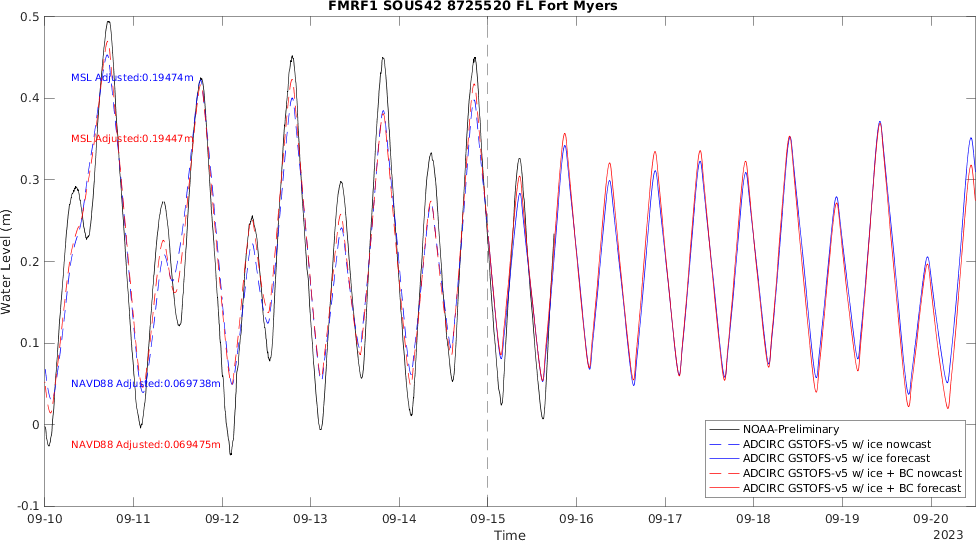 FMRF1 SOUS42 8725520 FL Fort Myers
0.5
MSL Adjusted:0.19474m
0.4
MSL Adjusted:0.19447m
0.3
Water Level (m)
0.2
0.1
NAVD88 Adjusted:0.069738m
0
NAVD88 Adjusted:0.069475m
NOAA-Preliminary
ADCIRC GSTOFS-v5 w/ ice nowcast
ADCIRC GSTOFS-v5 w/ ice forecast
ADCIRC GSTOFS-v5 w/ ice + BC nowcast
ADCIRC GSTOFS-v5 w/ ice + BC forecast
-0.1
09-10 09-11 09-12 09-13 09-14 09-15 09-16 09-17 09-18 09-19 09-20
Time
2023